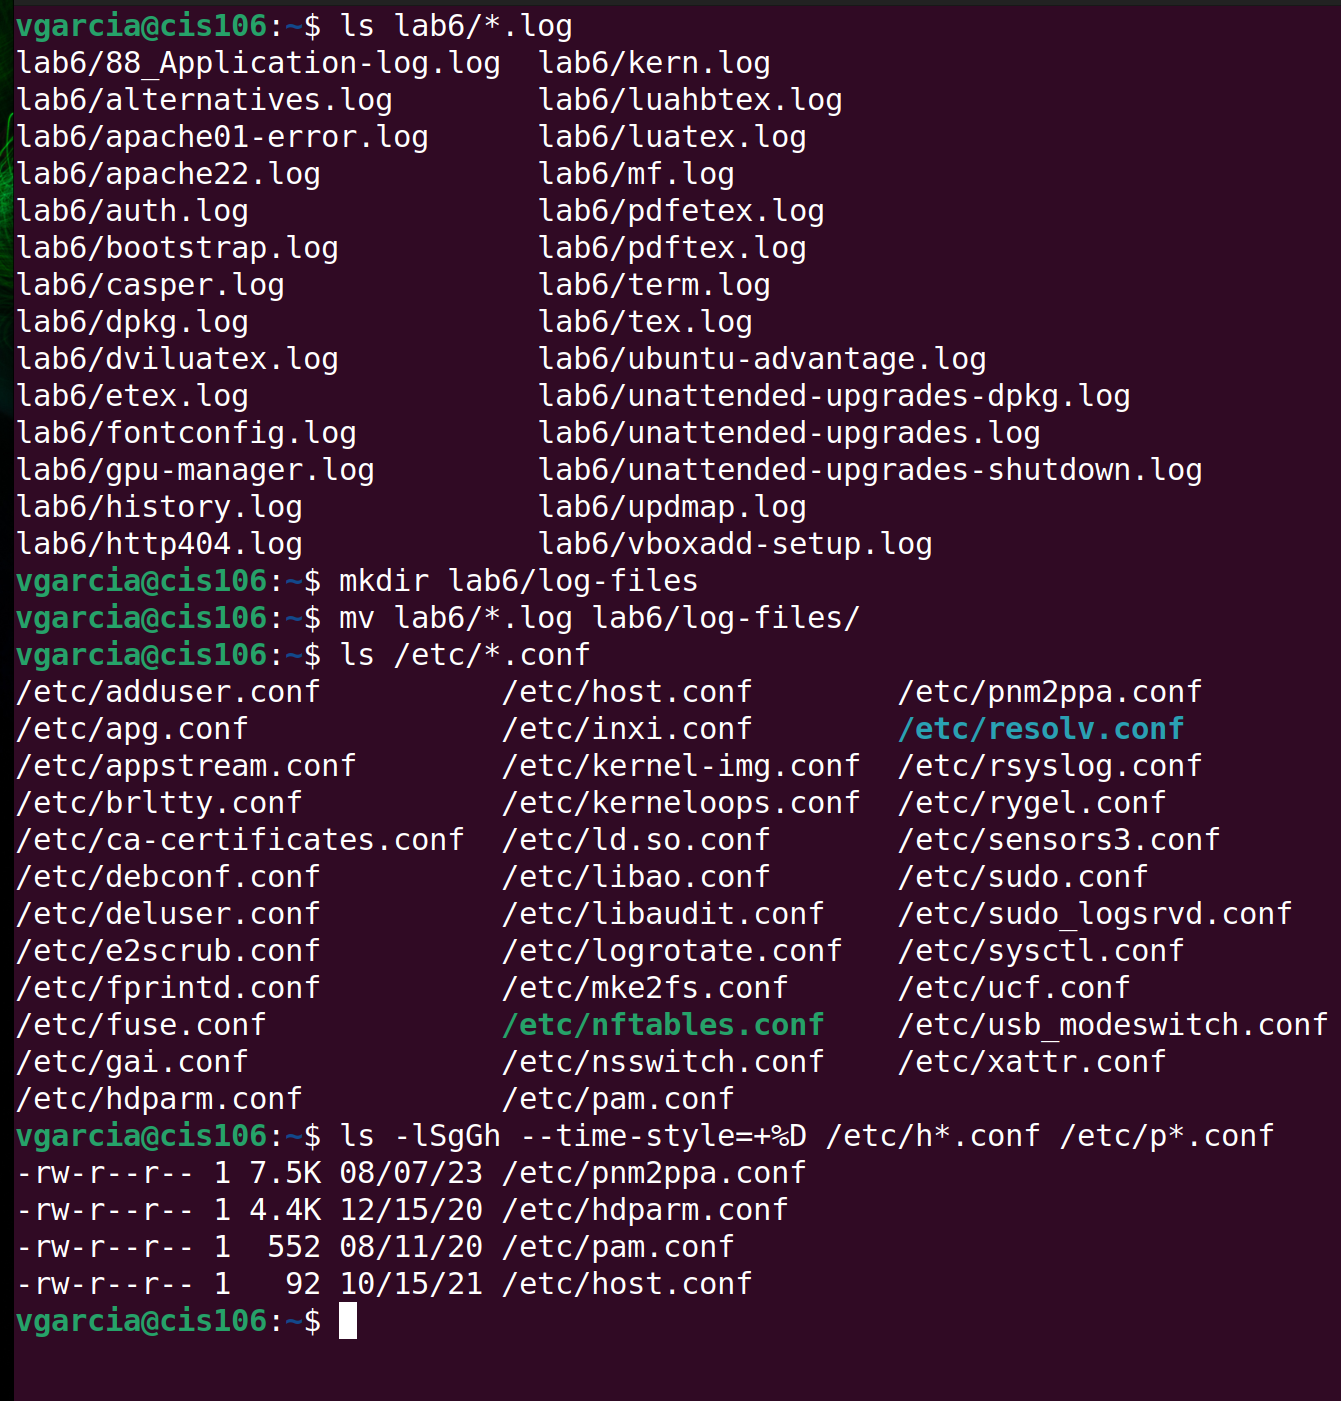 vgarcia@cis106:~$ ls lab6/*.log
lab6/88_Application-log.log  lab6/kern.log
lab6/alternatives.log        lab6/luahbtex.log
lab6/apache01-error.log      lab6/luatex.log
lab6/apache22.log            lab6/mf.log
lab6/auth.log                lab6/pdfetex.log
lab6/bootstrap.log           lab6/pdftex.log
lab6/casper.log              lab6/term.log
lab6/dpkg.log                lab6/tex.log
lab6/dviluatex.log           lab6/ubuntu-advantage.log
lab6/etex.log                lab6/unattended-upgrades-dpkg.log
lab6/fontconfig.log          lab6/unattended-upgrades.log
lab6/gpu-manager.log         lab6/unattended-upgrades-shutdown.log
lab6/history.log             lab6/updmap.log
lab6/http404.log             lab6/vboxadd-setup.log
vgarcia@cis106:~$ mkdir lab6/log-files
vgarcia@cis106:~$ mv lab6/*.log lab6/log-files/
vgarcia@cis106:~$ ls /etc/*.conf
/etc/adduser.conf          /etc/host.conf        /etc/pnm2ppa.conf
/etc/apg.conf              /etc/inxi.conf        /etc/resolv.conf
/etc/appstream.conf        /etc/kernel-img.conf  /etc/rsyslog.conf
/etc/brltty.conf           /etc/kerneloops.conf  /etc/rygel.conf
/etc/ca-certificates.conf  /etc/ld.so.conf       /etc/sensors3.conf
/etc/debconf.conf          /etc/libao.conf       /etc/sudo.conf
/etc/deluser.conf          /etc/libaudit.conf    /etc/sudo_logsrvd.conf
/etc/e2scrub.conf          /etc/logrotate.conf   /etc/sysctl.conf
/etc/fprintd.conf          /etc/mke2fs.conf      /etc/ucf.conf
/etc/fuse.conf             /etc/nftables.conf    /etc/usb_modeswitch.conf
/etc/gai.conf              /etc/nsswitch.conf    /etc/xattr.conf
/etc/hdparm.conf           /etc/pam.conf
vgarcia@cis106:~$ ls -lSgGh --time-style=+%D /etc/h*.conf /etc/p*.conf
-rw-r--r-- 1 7.5K 08/07/23 /etc/pnm2ppa.conf
-rw-r--r-- 1 4.4K 12/15/20 /etc/hdparm.conf
-rw-r--r-- 1  552 08/11/20 /etc/pam.conf
-rw-r--r-- 1   92 10/15/21 /etc/host.conf
vgarcia@cis106:~$